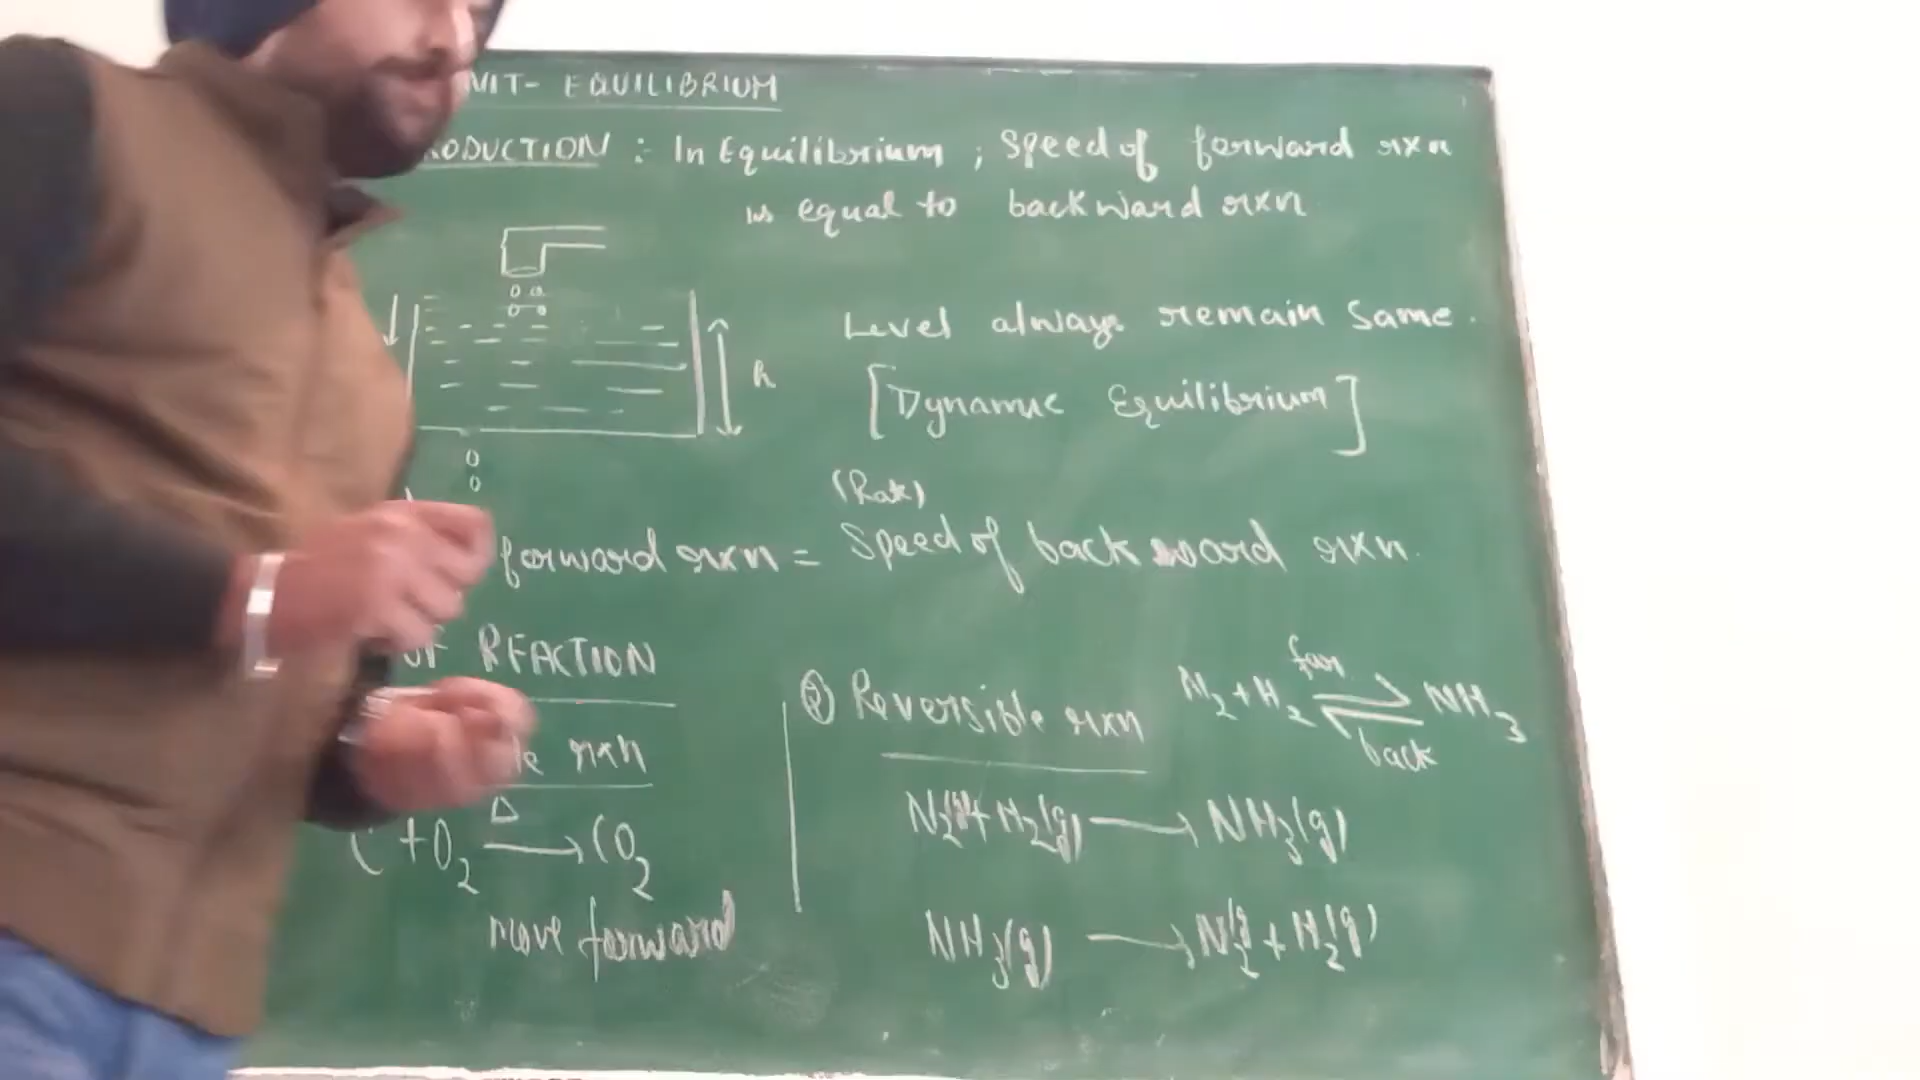 EQUILIBRIUM
: In Equilibrium ; Speed of forward rxn
is equal to backward rxn
Level always remain Same.
h
[Dynamic Equilibrium]
(Rate)
forward rxn = Speed of backward rxn.
OF REACTION
rxn
C + O2 —Δ→ CO2
move forward
② Reversible rxn
N2 + H2 ⇌ NH3
for
back
N2(g) + H2(g) → NH3(g)
NH3(g) → N2(g) + H2(g)